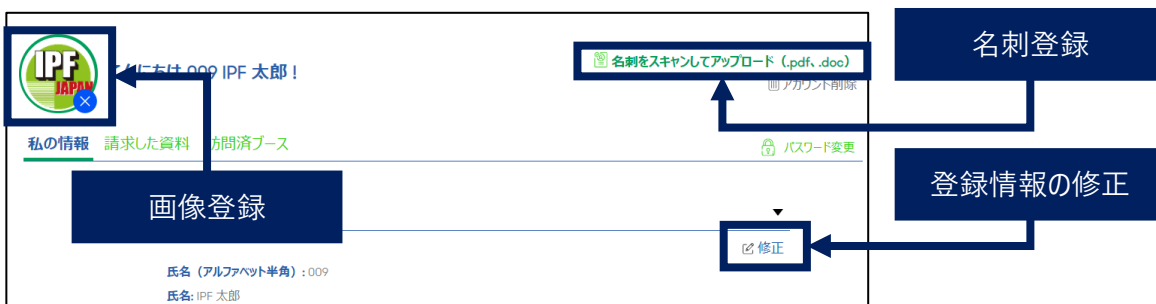 IPF
JAPAN
こんにちは 009 IPF 太郎 !
名刺をスキャンしてアップロード (.pdf、.doc)
アカウント削除
名刺登録
私の情報 請求した資料 訪問済ブース
パスワード変更
画像登録
登録情報の修正
修正
氏名 (アルファベット半角) : 009
氏名: IPF 太郎